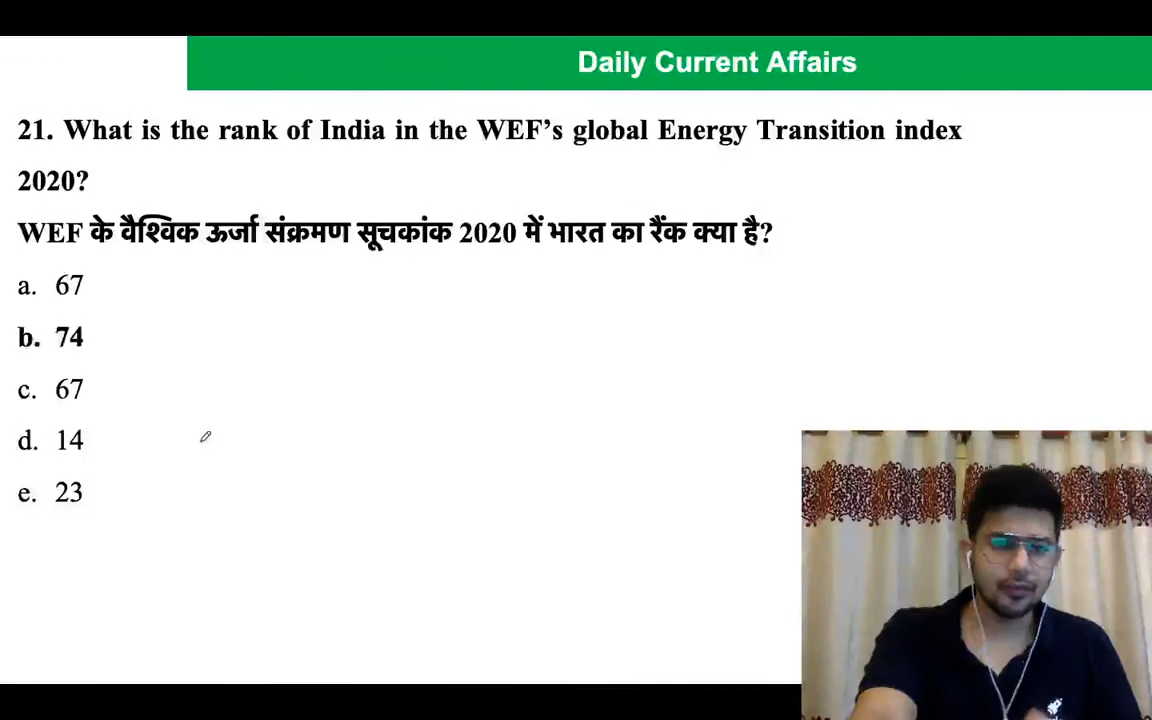 Daily Current Affairs
21. What is the rank of India in the WEF’s global Energy Transition index
2020?
WEF के वैश्विक ऊर्जा संक्रमण सूचकांक 2020 में भारत का रैंक क्या है?
a. 67
b. 74
c. 67
d. 14
e. 23